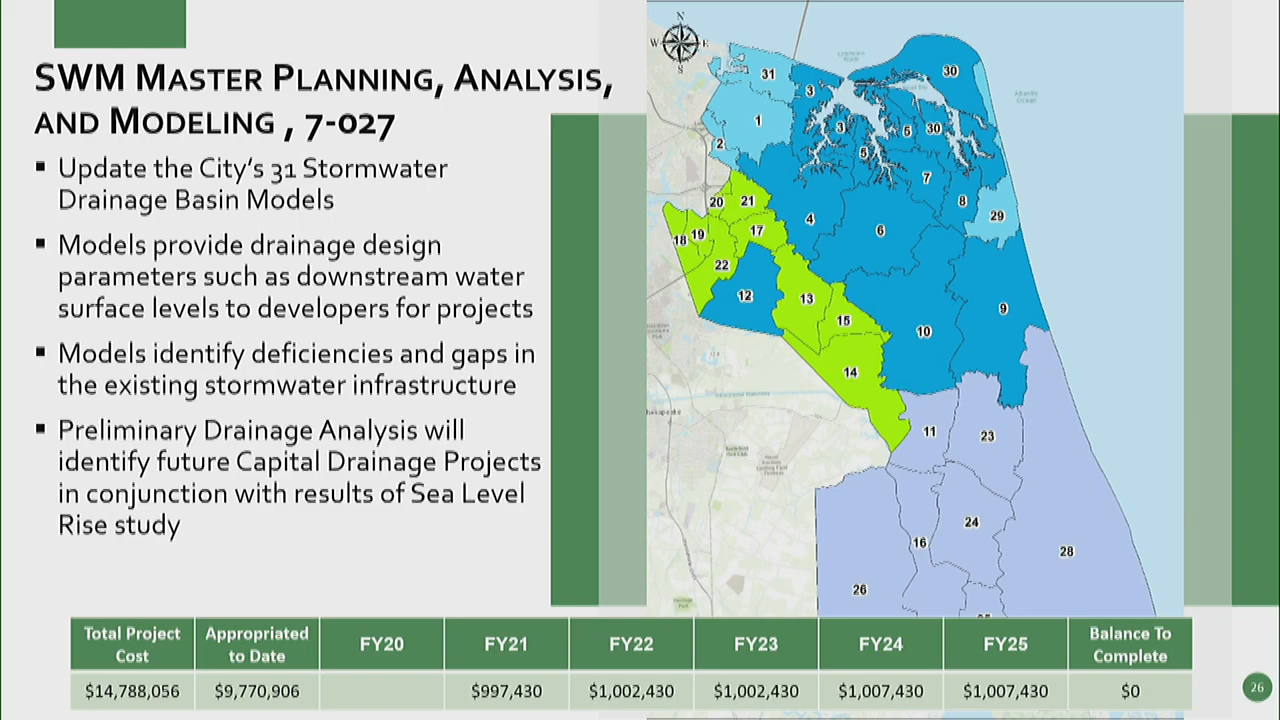 SWM Master Planning, Analysis,
and Modeling , 7-027
▪ Update the City's 31 Stormwater
Drainage Basin Models
▪ Models provide drainage design
parameters such as downstream water
surface levels to developers for projects
▪ Models identify deficiencies and gaps in
the existing stormwater infrastructure
▪ Preliminary Drainage Analysis will
identify future Capital Drainage Projects
in conjunction with results of Sea Level
Rise study
N
W E
S
31
30
3
1
3
5
30
2
5
7
20
21
8
29
4
17
6
18
19
22
12
13
9
15
10
14
11
23
24
16
28
26
Atlantic
Ocean
Total Project
Cost
Appropriated
to Date
FY20
FY21
FY22
FY23
FY24
FY25
Balance To
Complete
$14,788,056
$9,770,906
$997,430
$1,002,430
$1,002,430
$1,007,430
$1,007,430
$0
26